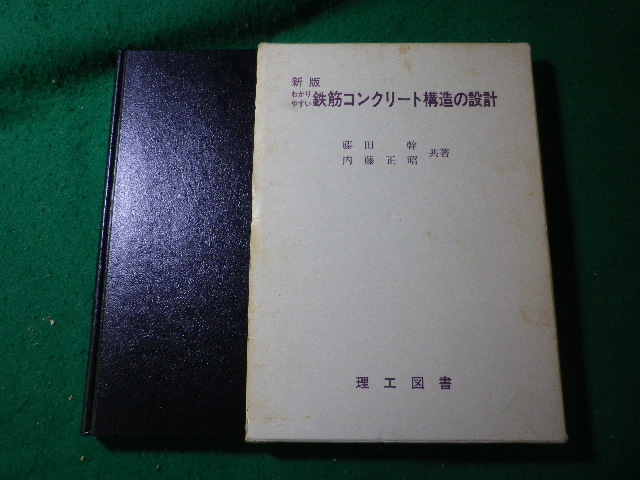 新版
わかりやすい 鉄筋コンクリート構造の設計
藤田 幹
内藤正昭 共著
理工図書